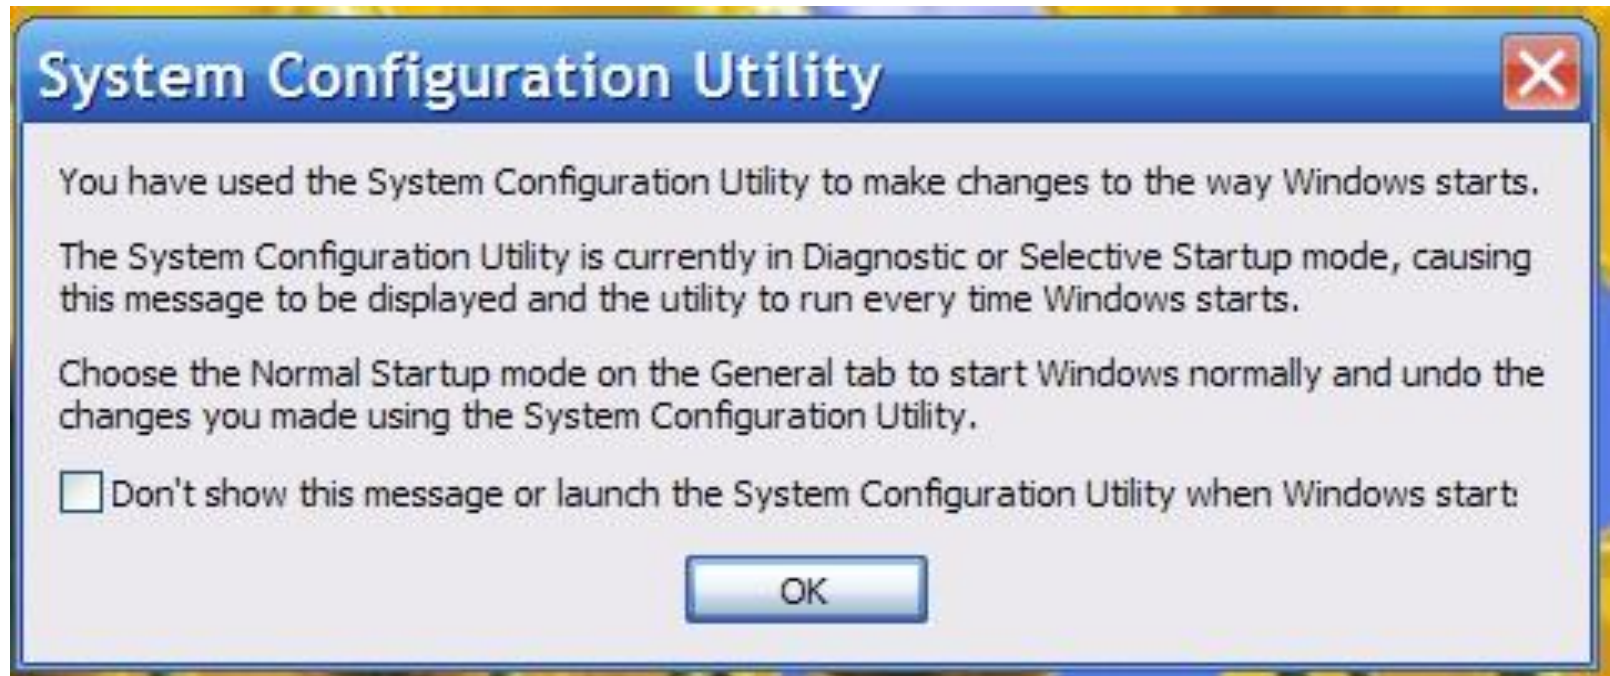 System Configuration Utility
You have used the System Configuration Utility to make changes to the way Windows starts.
The System Configuration Utility is currently in Diagnostic or Selective Startup mode, causing
this message to be displayed and the utility to run every time Windows starts.
Choose the Normal Startup mode on the General tab to start Windows normally and undo the
changes you made using the System Configuration Utility.
Don't show this message or launch the System Configuration Utility when Windows start
OK